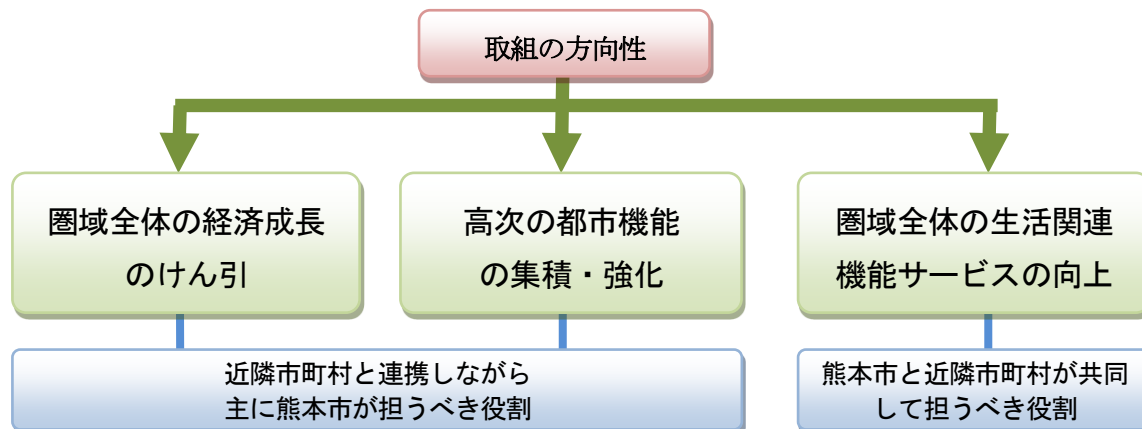 取組の方向性
圏域全体の経済成長
のけん引
高次の都市機能
の集積・強化
圏域全体の生活関連
機能サービスの向上
近隣市町村と連携しながら
主に熊本市が担うべき役割
熊本市と近隣市町村が共同
して担うべき役割